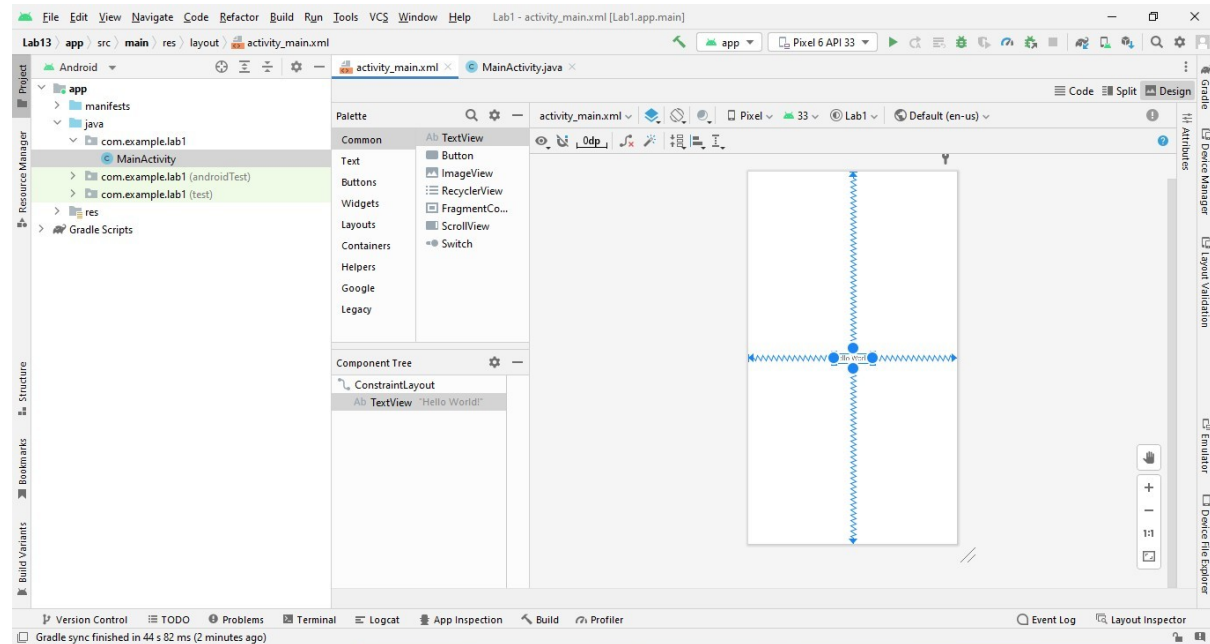 File Edit View Navigate Code Refactor Build Run Tools VCS Window Help Lab1 - activity_main.xml [Lab1.app.main]
Lab13 app src main res layout activity_main.xml app Pixel 6 API 33
Android activity_main.xml MainActivity.java
Code Split Design
app
manifests
java
com.example.lab1
MainActivity
com.example.lab1 (androidTest)
com.example.lab1 (test)
res
Gradle Scripts
Palette
Common
Text
Buttons
Widgets
Layouts
Containers
Helpers
Google
Legacy
Ab TextView
Button
ImageView
RecyclerView
FragmentCo...
ScrollView
Switch
Component Tree
ConstraintLayout
Ab TextView "Hello World!"
activity_main.xml Pixel 33 Lab1 Default (en-us)
0dp
1:1
Project
Resource Manager
Structure
Bookmarks
Build Variants
Gradle
Device Manager
Attributes
Layout Validation
Emulator
Device File Explorer
Version Control TODO Problems Terminal Logcat App Inspection Build Profiler Event Log Layout Inspector
Gradle sync finished in 44 s 82 ms (2 minutes ago)